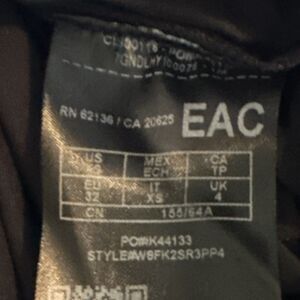 RN 62136 / CA 20625 EAC
US MEX ECH CA TP
EU 32 IT XS UK 4
CN 155/64A
PO#K44133
STYLE#W6FK2SR3PP4